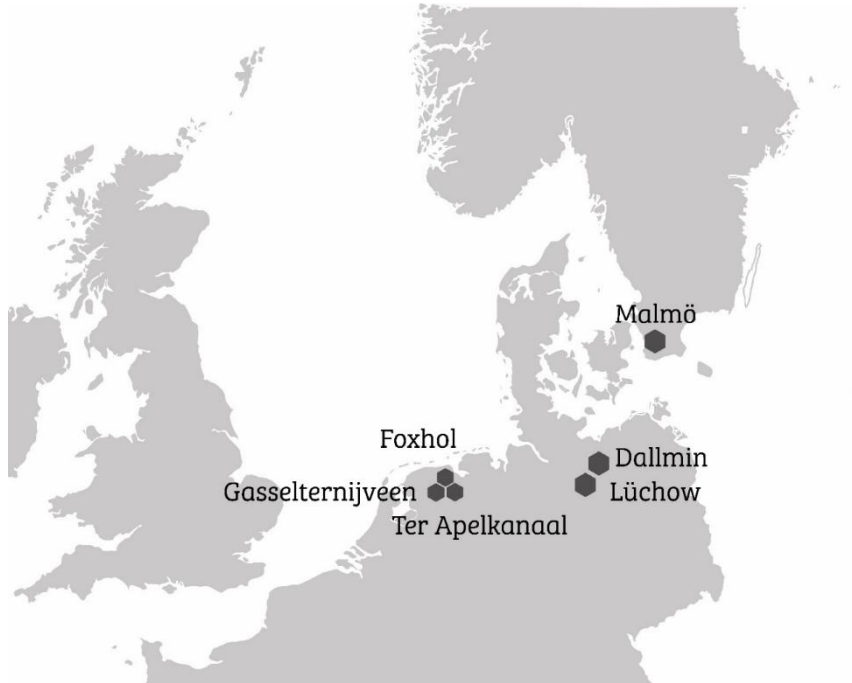 Malmö
Foxhol
Dallmin
Gasselternijveen
Lüchow
Ter Apelkanaal